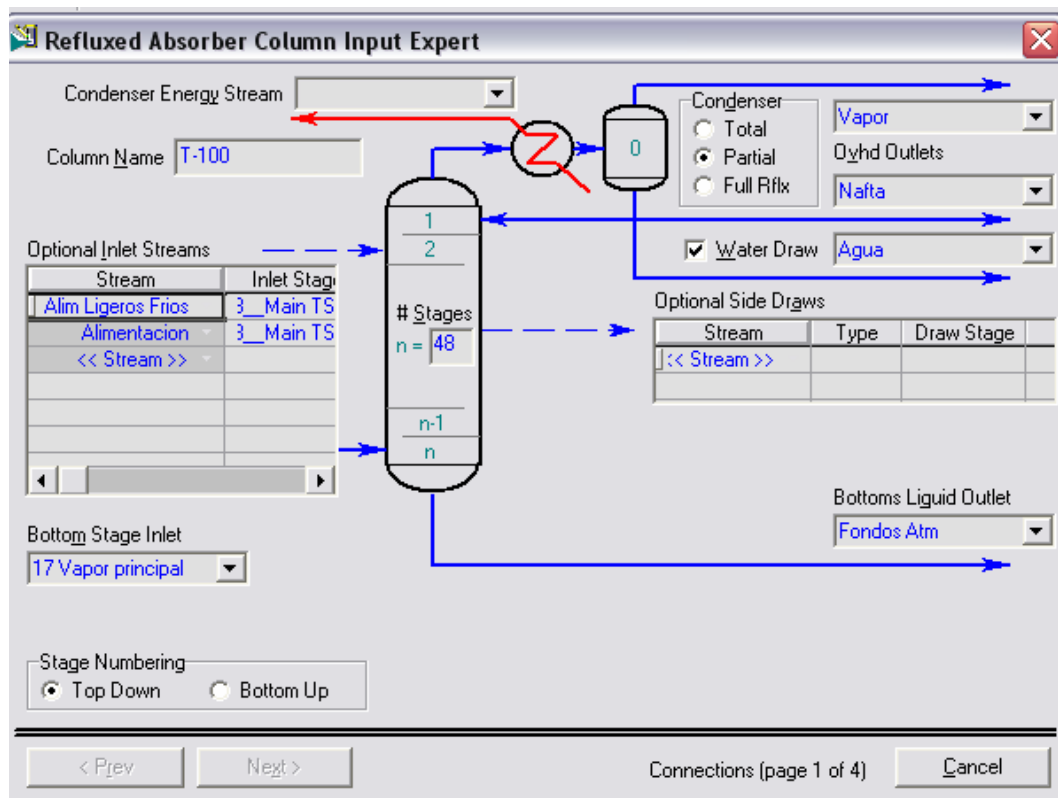 Refluxed Absorber Column Input Expert
Condenser Energy Stream
Column Name T-100
0
Condenser
Total
Partial
Full Rflx
Vapor
Ovhd Outlets
Nafta
1
2
Water Draw Agua
Optional Inlet Streams
Stream Inlet Stag
Alim Ligeros Frios 3__Main TS
Alimentacion 3__Main TS
<< Stream >>
# Stages
n = 48
n-1
n
Optional Side Draws
Stream Type Draw Stage
<< Stream >>
Bottoms Liquid Outlet
Fondos Atm
Bottom Stage Inlet
17 Vapor principal
Stage Numbering
Top Down Bottom Up
< Prev Next > Connections (page 1 of 4) Cancel